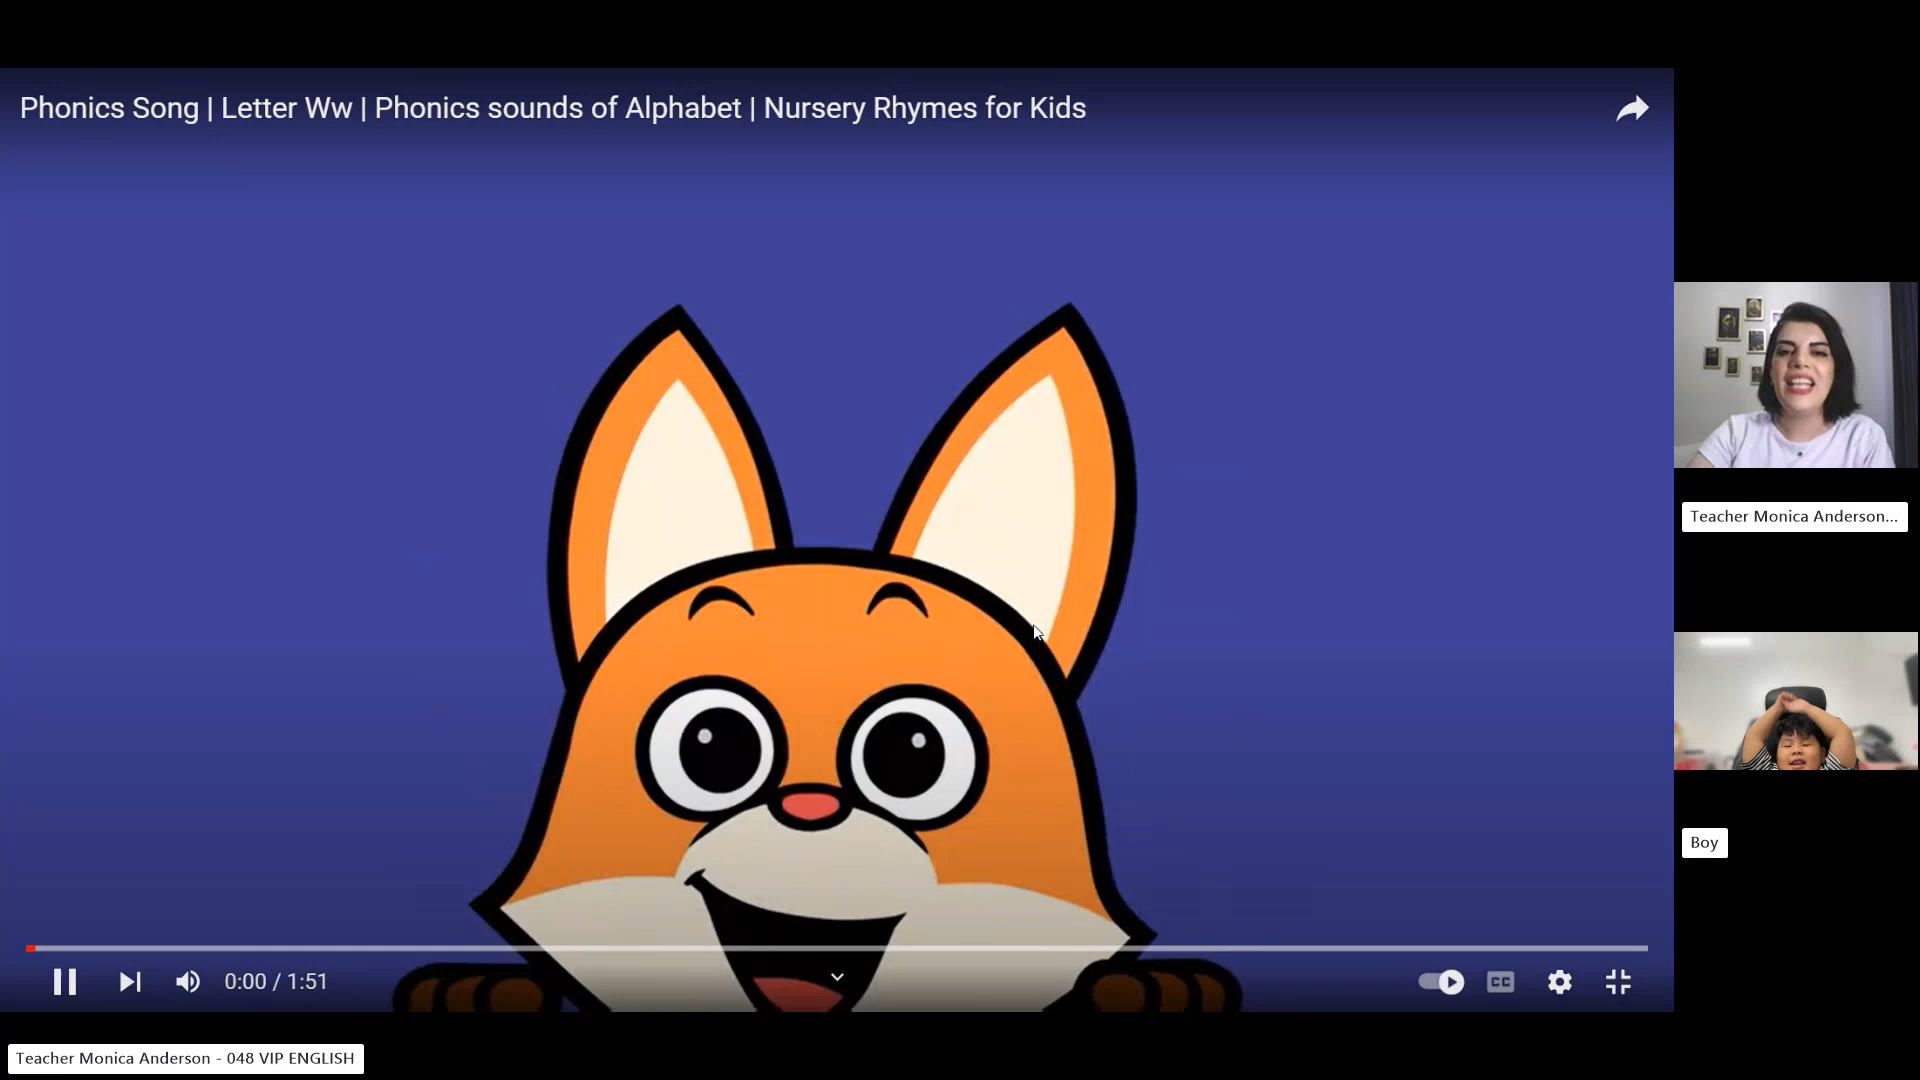 Phonics Song | Letter Ww | Phonics sounds of Alphabet | Nursery Rhymes for Kids
Teacher Monica Anderson...
Boy
0:00 / 1:51
CC
Teacher Monica Anderson - 048 VIP ENGLISH